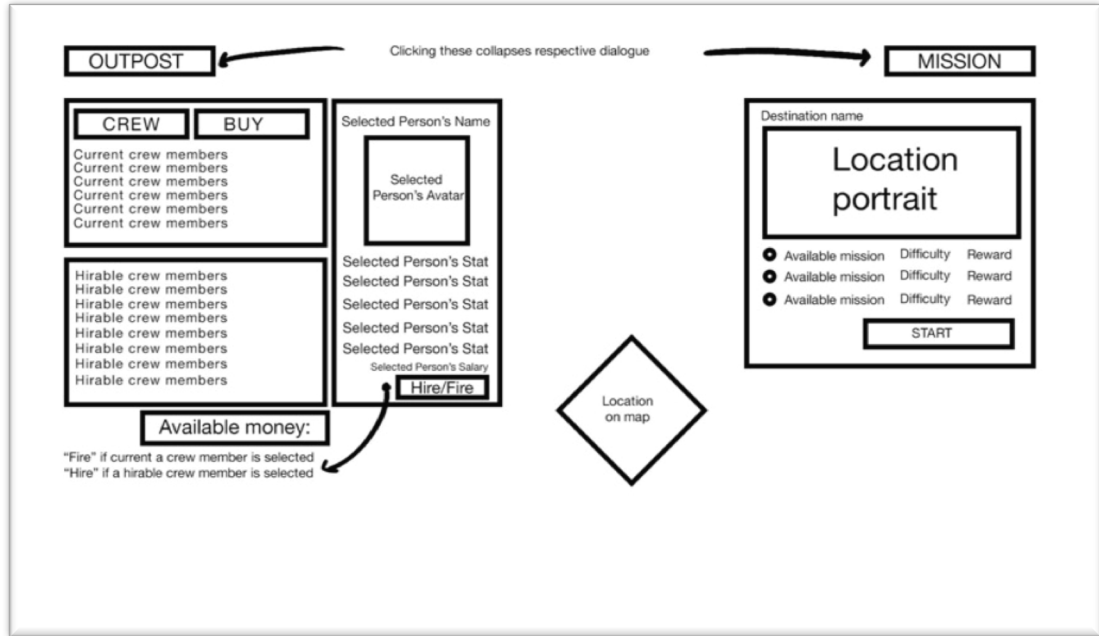 OUTPOST
Clicking these collapses respective dialogue
MISSION
CREW
BUY
Current crew members
Current crew members
Current crew members
Current crew members
Current crew members
Current crew members
Hirable crew members
Hirable crew members
Hirable crew members
Hirable crew members
Hirable crew members
Hirable crew members
Hirable crew members
Hirable crew members
Available money:
"Fire" if current a crew member is selected
"Hire" if a hirable crew member is selected
Selected Person's Name
Selected
Person's Avatar
Selected Person's Stat
Selected Person's Stat
Selected Person's Stat
Selected Person's Stat
Selected Person's Stat
Selected Person's Salary
Hire/Fire
Location
on map
Destination name
Location
portrait
Available mission Difficulty Reward
Available mission Difficulty Reward
Available mission Difficulty Reward
START